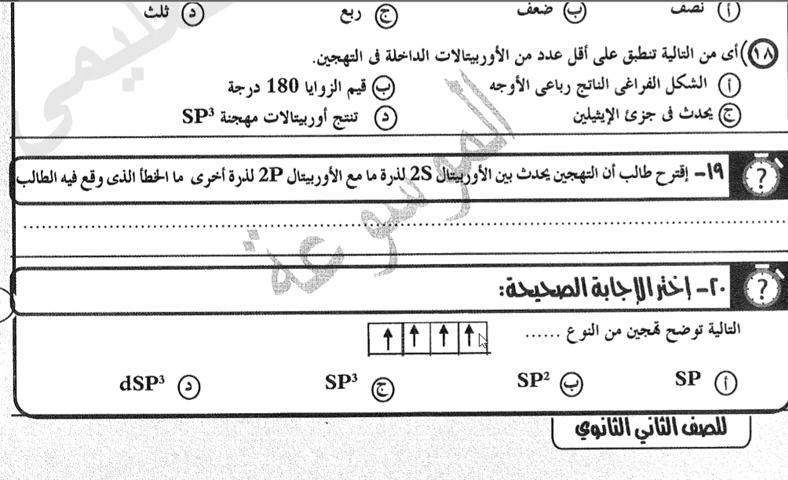 أ نصف ب ضعف ج ربع د ثلث
١٨) أى من التالية تنطبق على أقل عدد من الأوربيتالات الداخلة فى التهجين.
أ الشكل الفراغى الناتج رباعى الأوجه ب قيم الزوايا 180 درجة
ج يحدث فى جزئ الإيثيلين د تنتج أوربيتالات مهجنة SP³
١٩– إقترح طالب أن التهجين يحدث بين الأوربيتال 2S لذرة ما مع الأوربيتال 2P لذرة أخرى ما الخطأ الذى وقع فيه الطالب
الموسوعة
٢٠– إختر الإجابة الصحيحة:
التالية توضح تهجين من النوع ......
أ SP ب SP² ج SP³ د dSP³
للصف الثاني الثانوي